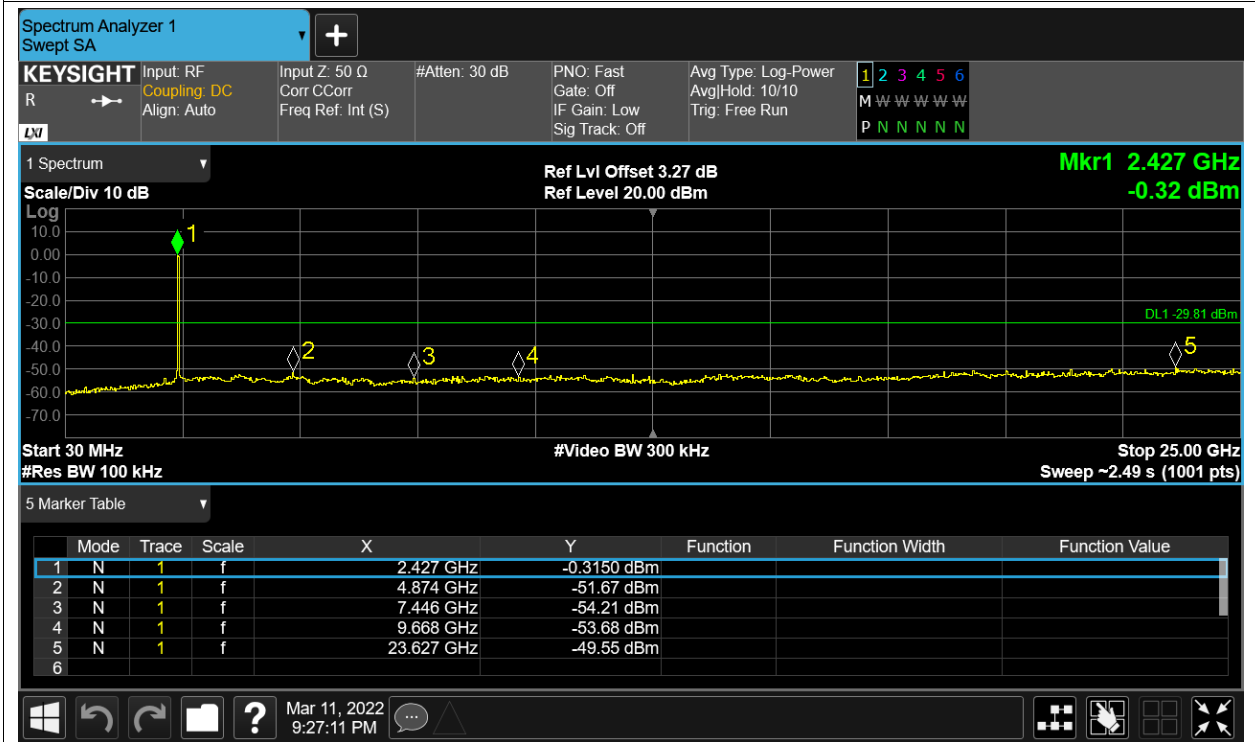 Spectrum Analyzer 1
Swept SA
KEYSIGHT Input: RF Input Z: 50 Ω #Atten: 30 dB PNO: Fast Avg Type: Log-Power 1 2 3 4 5 6
R Coupling: DC Corr CCorr Gate: Off Avg|Hold: 10/10 M W W W W W
Align: Auto Freq Ref: Int (S) IF Gain: Low Trig: Free Run
LXI Sig Track: Off P N N N N N
1 Spectrum Ref Lvl Offset 3.27 dB Mkr1 2.427 GHz
Scale/Div 10 dB Ref Level 20.00 dBm -0.32 dBm
Log
10.0 1
0.00
-10.0
-20.0
-30.0 DL1 -29.81 dBm
-40.0 2 3 4 5
-50.0
-60.0
-70.0
Start 30 MHz #Video BW 300 kHz Stop 25.00 GHz
#Res BW 100 kHz Sweep ~2.49 s (1001 pts)
5 Marker Table
Mode Trace Scale X Y Function Function Width Function Value
1 N 1 f 2.427 GHz -0.3150 dBm
2 N 1 f 4.874 GHz -51.67 dBm
3 N 1 f 7.446 GHz -54.21 dBm
4 N 1 f 9.668 GHz -53.68 dBm
5 N 1 f 23.627 GHz -49.55 dBm
6
? Mar 11, 2022
9:27:11 PM